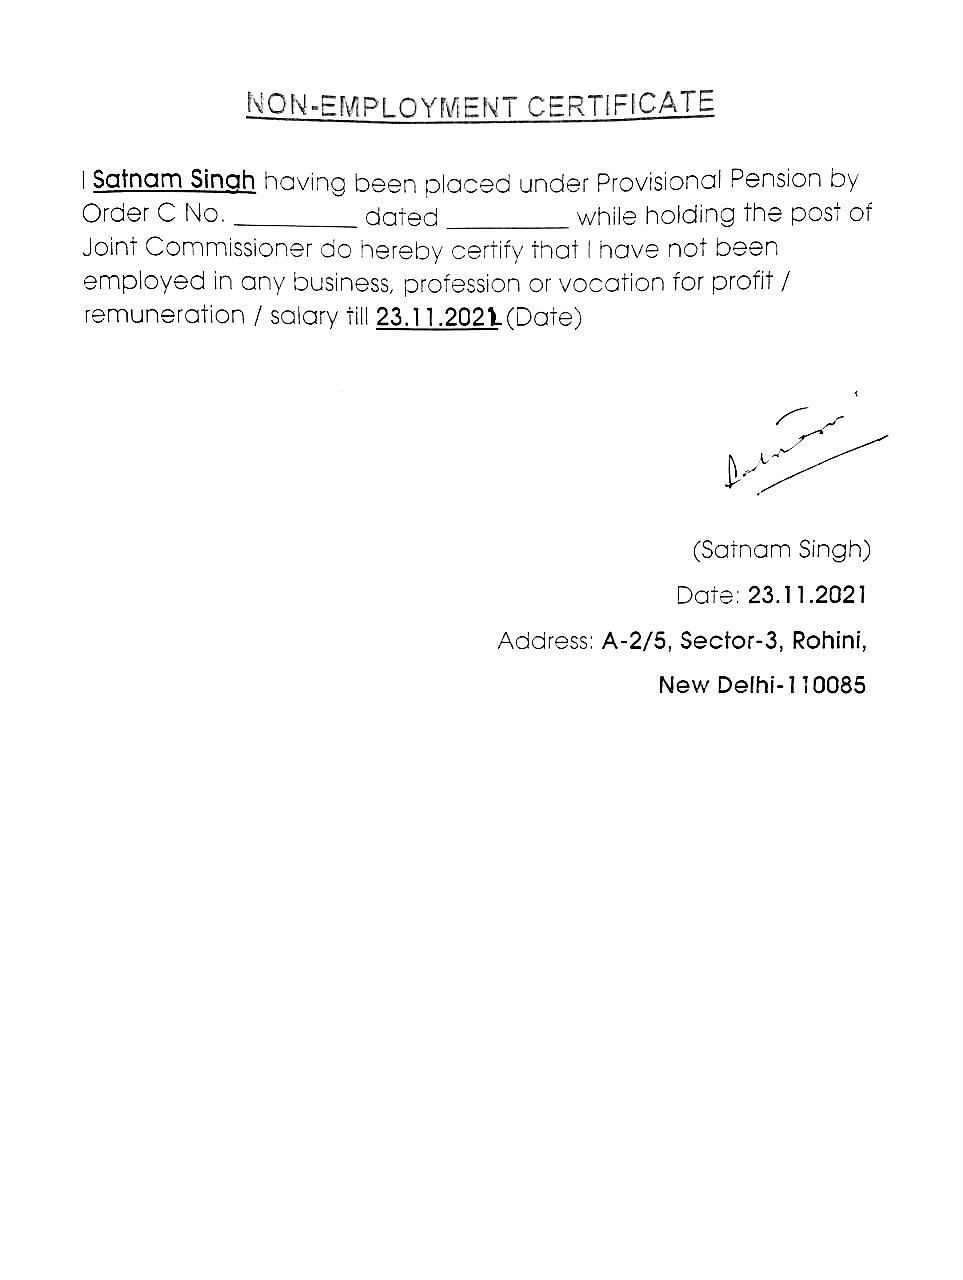 NON-EMPLOYMENT CERTIFICATE
I Satnam Singh having been placed under Provisional Pension by
Order C No. __________ dated __________ while holding the post of
Joint Commissioner do hereby certify that I have not been
employed in any business, profession or vocation for profit /
remuneration / salary till 23.11.2021 (Date)
Satnam
(Satnam Singh)
Date: 23.11.2021
Address: A-2/5, Sector-3, Rohini,
New Delhi-110085